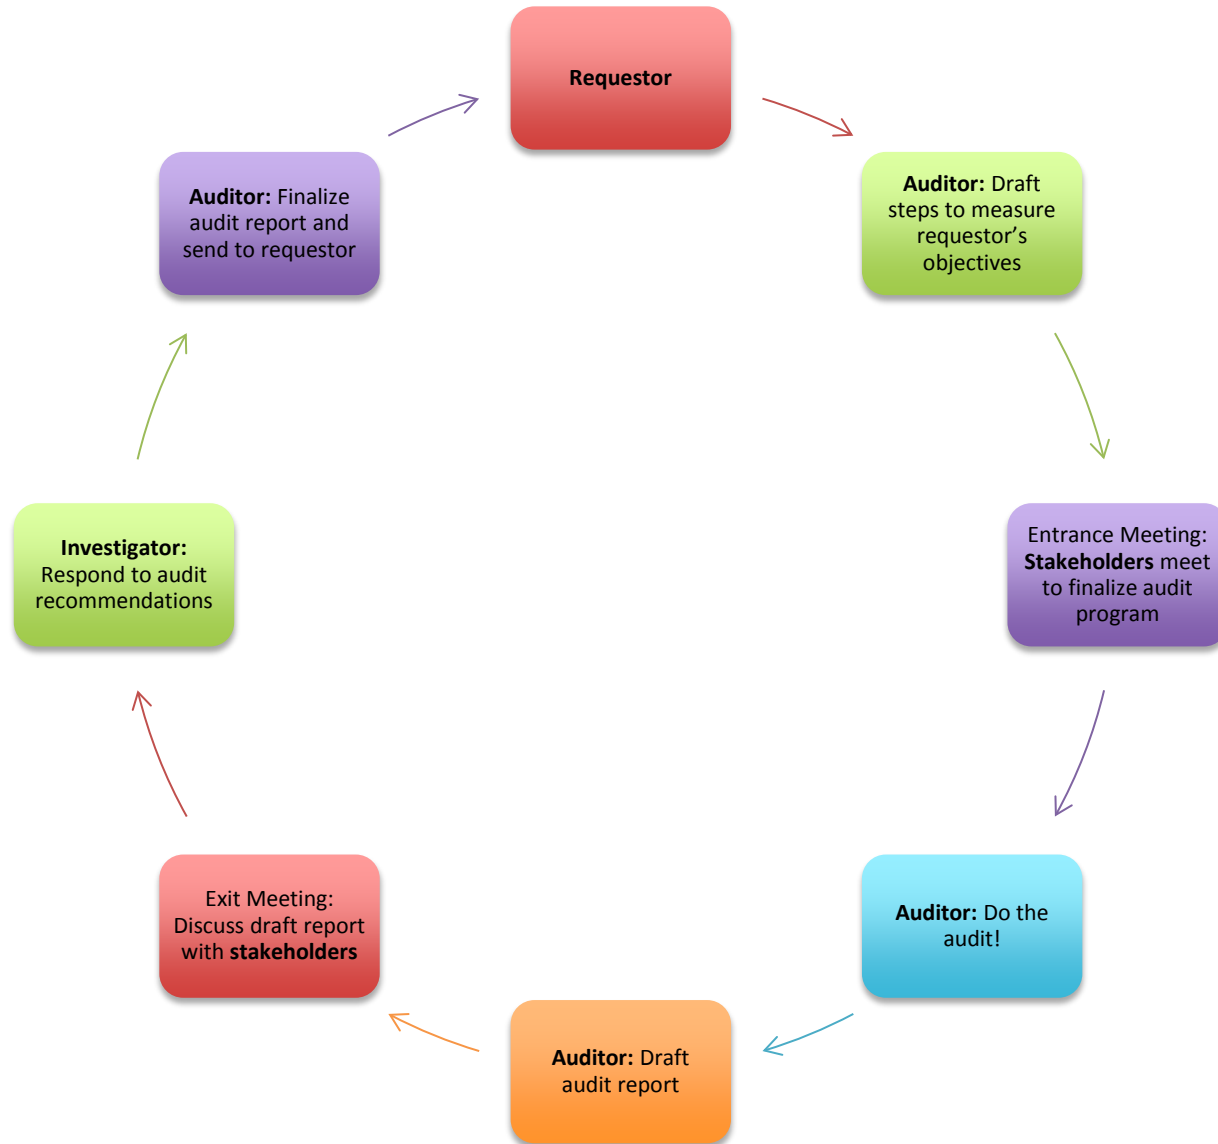 Requestor
Auditor: Draft
steps to measure
requestor’s
objectives
Entrance Meeting:
Stakeholders meet
to finalize audit
program
Auditor: Do the
audit!
Auditor: Draft
audit report
Exit Meeting:
Discuss draft report
with stakeholders
Investigator:
Respond to audit
recommendations
Auditor: Finalize
audit report and
send to requestor